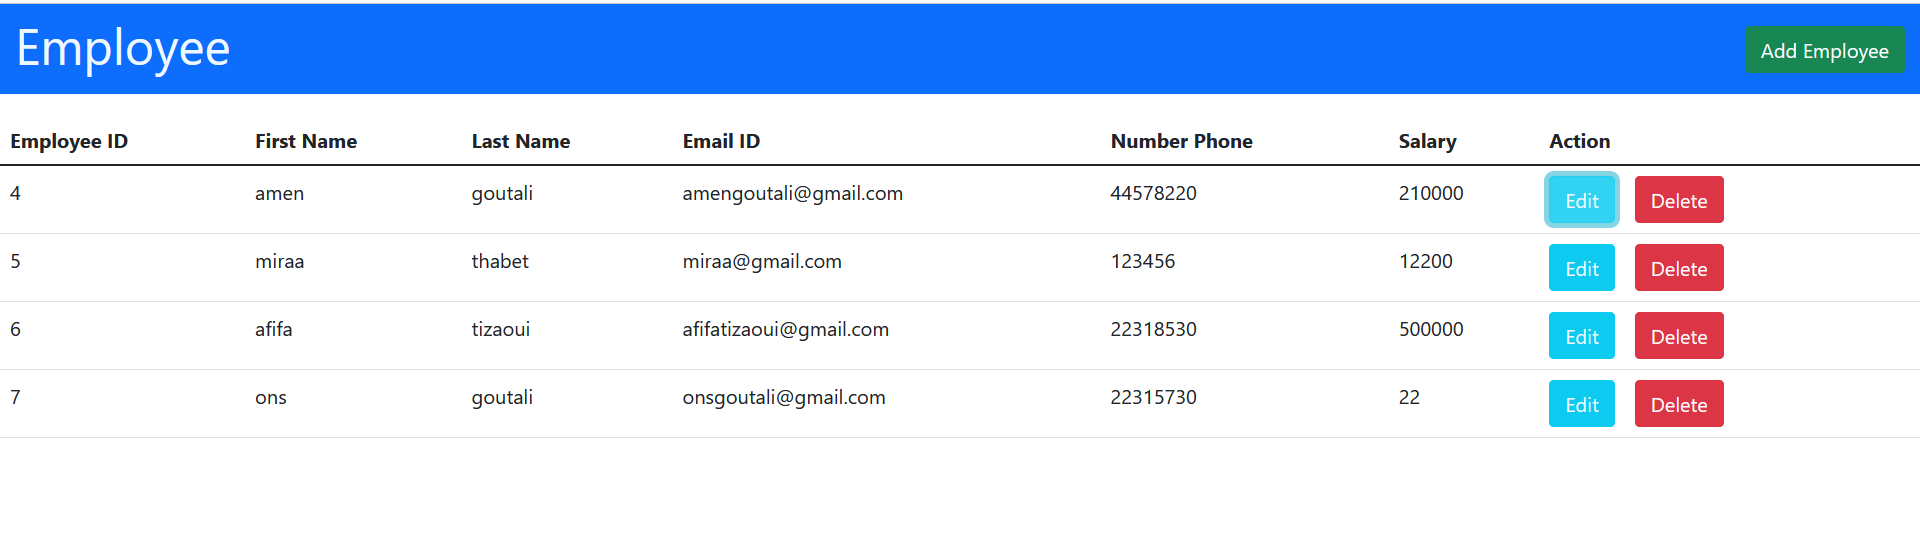 Employee
Add Employee
Employee ID First Name Last Name Email ID Number Phone Salary Action
4 amen goutali amengoutali@gmail.com 44578220 210000 Edit Delete
5 miraa thabet miraa@gmail.com 123456 12200 Edit Delete
6 afifa tizaoui afifatizaoui@gmail.com 22318530 500000 Edit Delete
7 ons goutali onsgoutali@gmail.com 22315730 22 Edit Delete